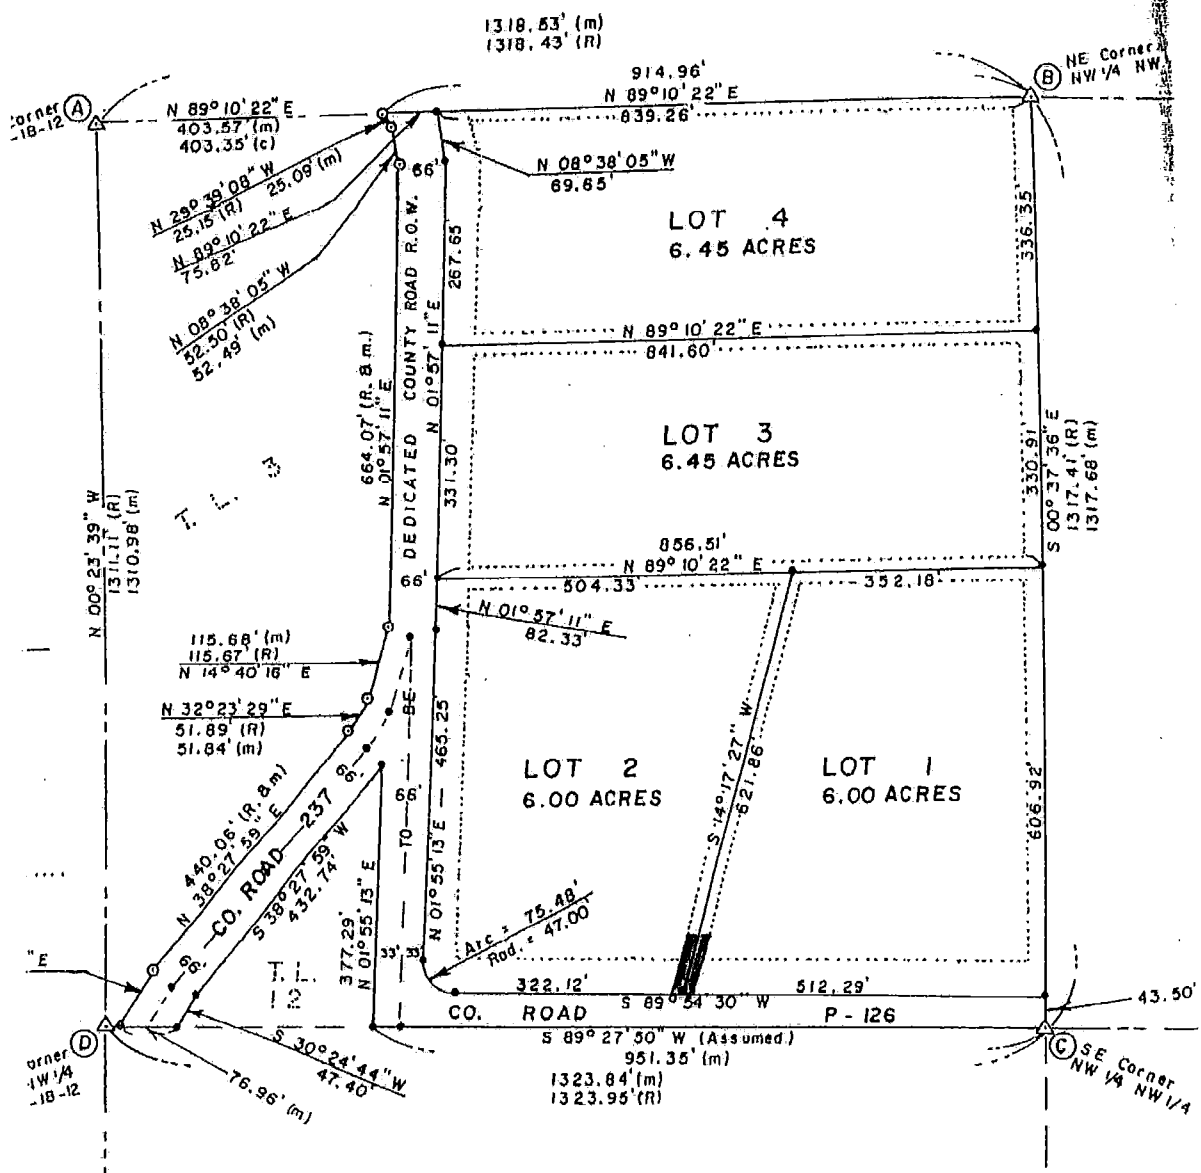 1318.53' (m)
1318.43' (R)
NE Corner
NW 1/4 NW
B
914.96'
N 89° 10' 22" E
839.26'
orner
-18-12
A
N 89° 10' 22" E
403.57' (m)
403.35' (c)
N 29° 39' 08" W
25.15' (R) 25.09' (m)
N 89° 10' 22" E
75.82'
N 08° 38' 05" W
52.50' (R)
52.49' (m)
66'
N 08° 38' 05" W
69.65'
LOT 4
6.45 ACRES
336.35'
267.65'
N 01° 57' 11" E
DEDICATED COUNTY ROAD R.O.W.
664.07' (R. & m.)
N 01° 57' 11" E
N 89° 10' 22" E
841.60'
LOT 3
6.45 ACRES
331.30'
330.91
S 00° 37' 36" E
1317.41' (R)
1317.68' (m)
T. L. 3
N 00° 23' 39" W
1311.11' (R)
1310.98' (m)
856.51'
N 89° 10' 22" E
504.33'
352.18'
66'
N 01° 57' 11" E
82.33'
115.68' (m)
115.67' (R)
N 14° 40' 16" E
N 32° 23' 29" E
51.89' (R)
51.84' (m)
TO BE
465.25'
N 01° 55' 13" E
LOT 2
6.00 ACRES
S 14° 17' 27" W
621.86'
LOT 1
6.00 ACRES
606.92'
66'
66'
440.06' (R. & m)
N 38° 27' 59" E
CO. ROAD 237
S 38° 27' 59" W
432.74'
377.29'
N 01° 55' 13" E
33' 33'
Arc = 75.48'
Rad. = 47.00'
66'
" E
T. L.
12
322.12'
S 89° 54' 30" W
512.29'
43.50'
CO. ROAD P-126
S 89° 27' 50" W (Assumed)
951.35' (m)
1323.84' (m)
1323.95' (R)
D
orner
NW 1/4
-18-12
S 30° 24' 44" W
47.40'
76.96' (m)
C
SE Corner
NW 1/4 NW 1/4